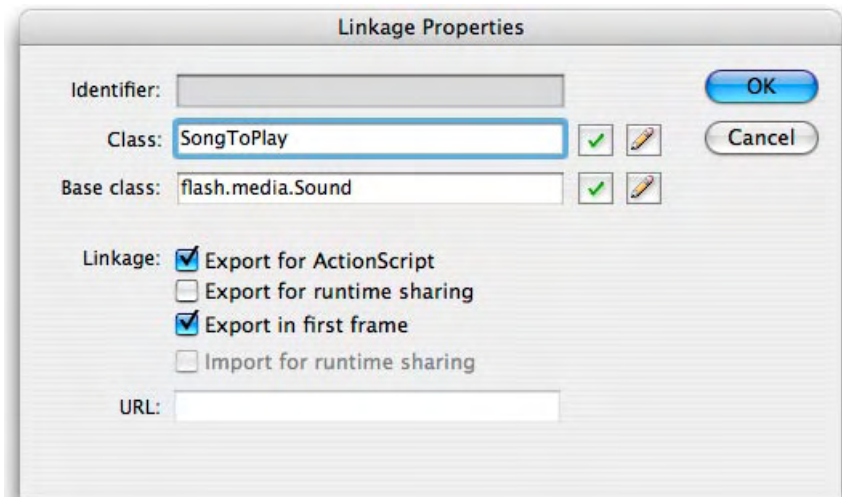 Linkage Properties
Identifier:
OK
Class: SongToPlay
Cancel
Base class: flash.media.Sound
Linkage: Export for ActionScript
Export for runtime sharing
Export in first frame
Import for runtime sharing
URL: